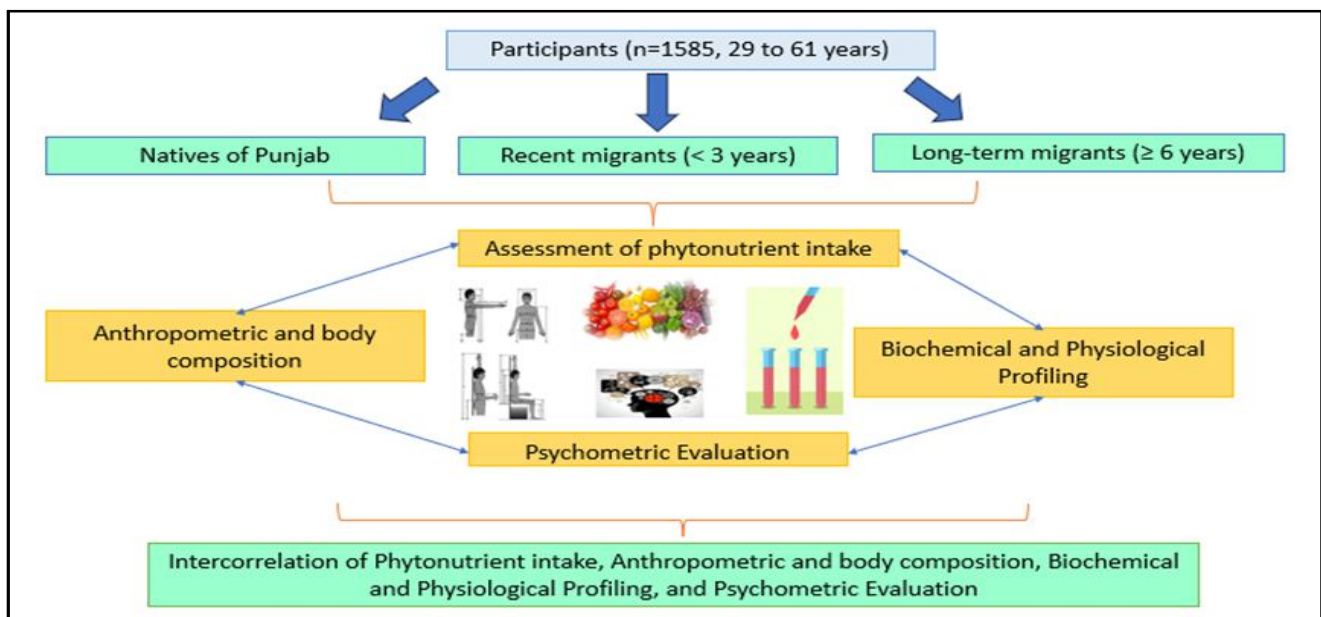 Participants (n=1585, 29 to 61 years)
Natives of Punjab
Recent migrants (< 3 years)
Long-term migrants (≥ 6 years)
Assessment of phytonutrient intake
Anthropometric and body
composition
Biochemical and Physiological
Profiling
Psychometric Evaluation
Intercorrelation of Phytonutrient intake, Anthropometric and body composition, Biochemical
and Physiological Profiling, and Psychometric Evaluation